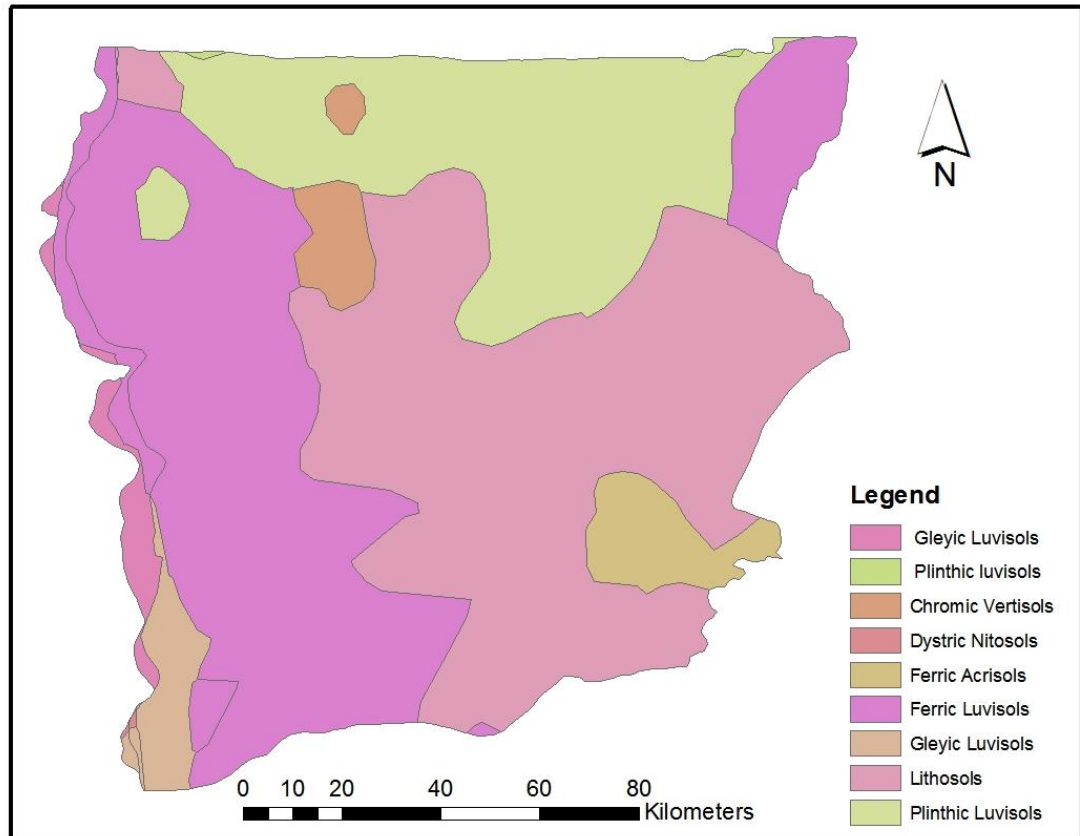 N
Legend
Gleyic Luvisols
Plinthic luvisols
Chromic Vertisols
Dystric Nitosols
Ferric Acrisols
Ferric Luvisols
Gleyic Luvisols
Lithosols
Plinthic Luvisols
0 10 20 40 60 80
Kilometers